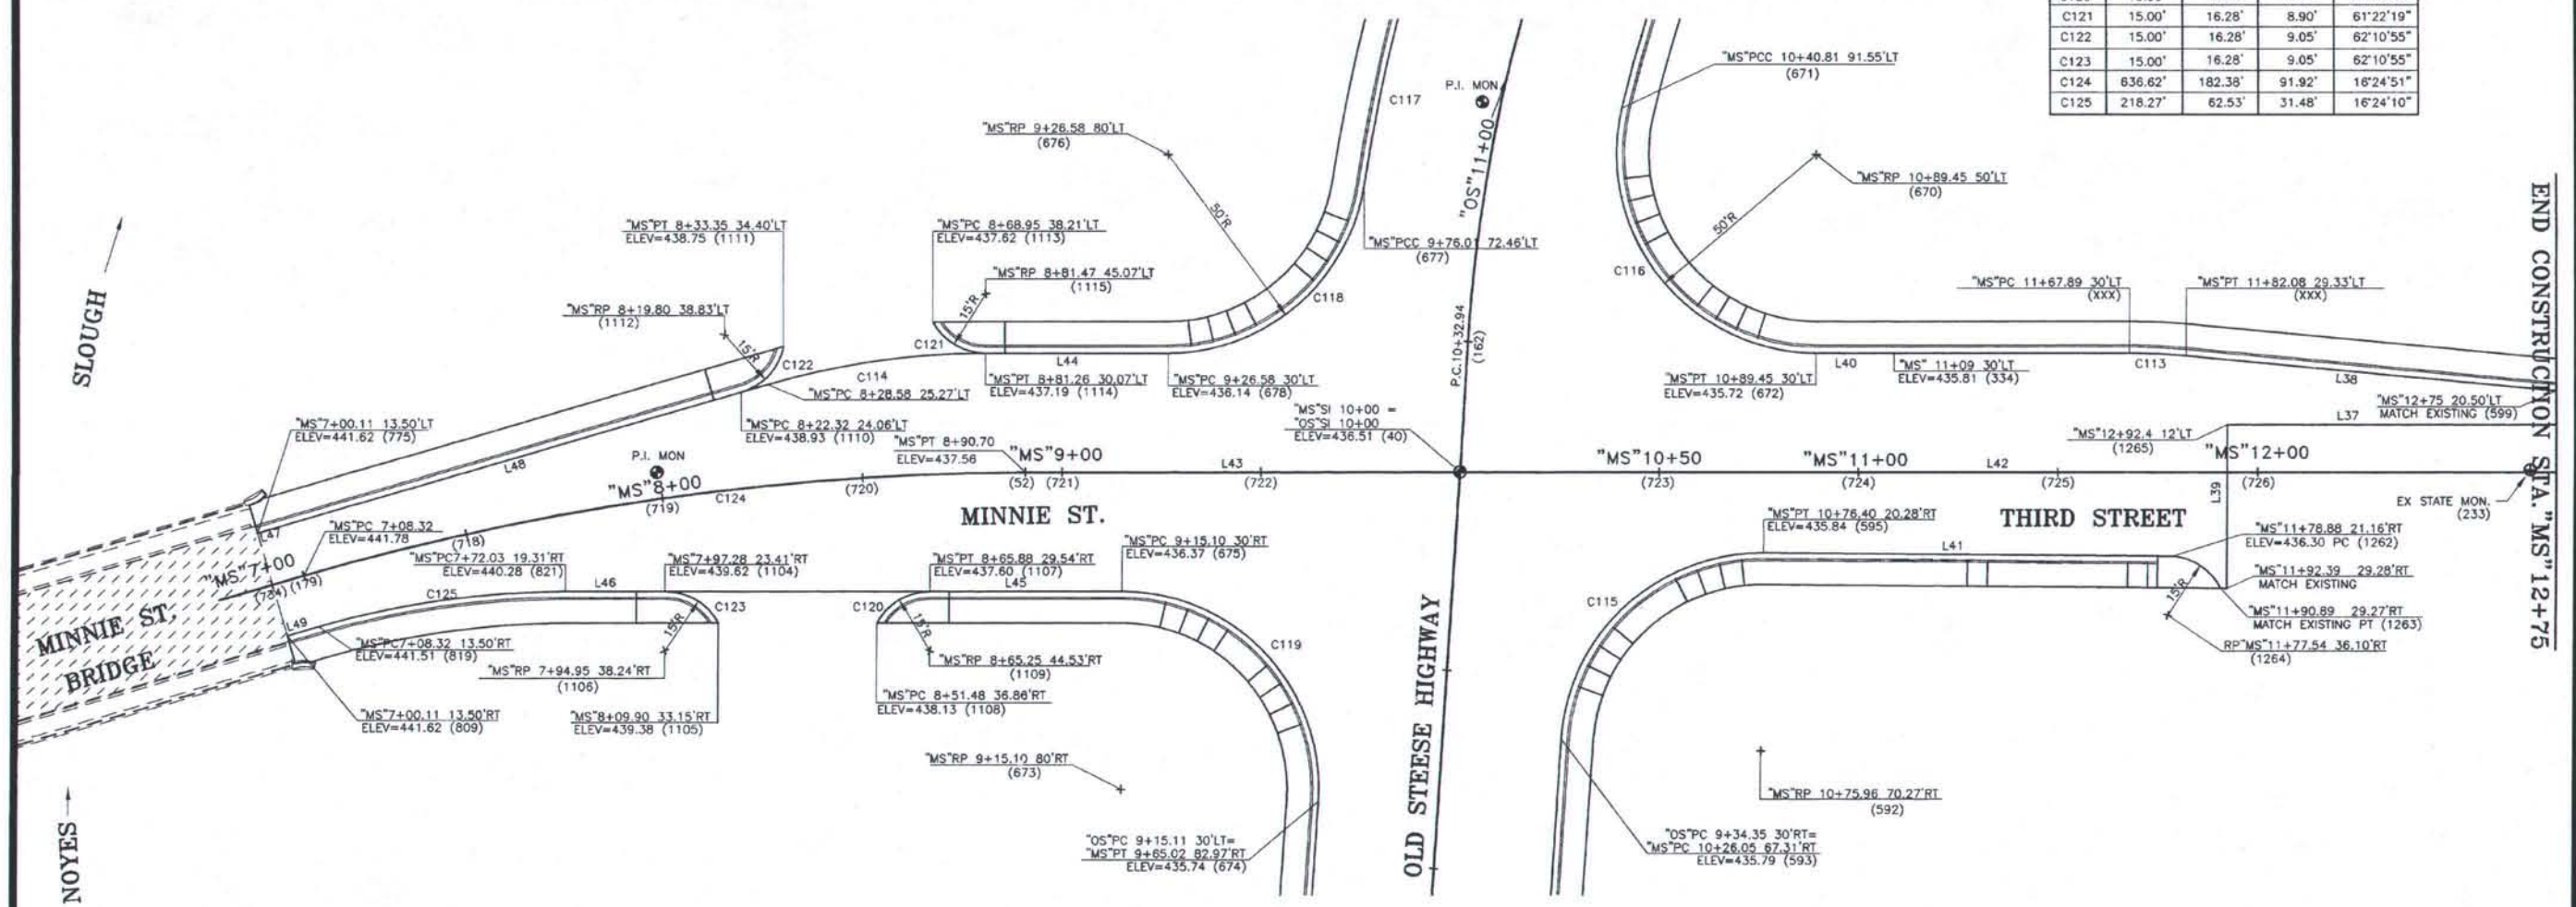 C121 15.00' 16.28' 8.90' 61°22'19"
C122 15.00' 16.28' 9.05' 62°10'55"
C123 15.00' 16.28' 9.05' 62°10'55"
C124 636.62' 182.38' 91.92' 16°24'51"
C125 218.27' 62.53' 31.48' 16°24'10"
"MS"PCC 10+40.81 91.55'LT
(671)
P.I. MON
C117
"OS"11+00
"MS"RP 9+26.58 80'LT
(676)
50'R
"MS"RP 10+89.45 50'LT
(670)
50'R
"MS"PT 8+33.35 34.40'LT
ELEV=438.75 (1111)
"MS"PC 8+68.95 38.21'LT
ELEV=437.62 (1113)
"MS"PCC 9+76.01 72.46'LT
(677)
"MS"RP 8+81.47 45.07'LT
(1115)
15'R
C118
C116
"MS"PC 11+67.89 30'LT
(XXX)
"MS"PT 11+82.08 29.33'LT
(XXX)
"MS"RP 8+19.80 38.83'LT
(1112)
15'R
SLOUGH
P.C.10+32.94
(162)
C121
L44
C122
C114
L40
C113
L38
"MS"PC 8+28.58 25.27'LT
"MS"PT 8+81.26 30.07'LT
ELEV=437.19 (1114)
"MS"PC 9+26.58 30'LT
ELEV=436.14 (678)
"MS"PT 10+89.45 30'LT
ELEV=435.72 (672)
"MS" 11+09 30'LT
ELEV=435.81 (334)
"MS"12+75 20.50'LT
MATCH EXISTING (599)
L37
"MS"7+00.11 13.50'LT
ELEV=441.62 (775)
"MS"PC 8+22.32 24.06'LT
ELEV=438.93 (1110)
"MS"SI 10+00 =
"OS"SI 10+00
ELEV=436.51 (40)
"MS"12+92.4 12'LT
(1265)
"MS"PT 8+90.70
ELEV=437.56
L48
P.I. MON
"MS"8+00
(719)
C124
(720)
(52)
"MS"9+00
(721)
L43
(722)
"MS"10+50
(723)
"MS"11+00
(724)
L42
(725)
"MS"12+00
(726)
L39
EX STATE MON.
(233)
END CONSTRUCTION STA. "MS"12+75
MINNIE ST.
THIRD STREET
L47
"MS"PC 7+08.32
ELEV=441.78
(718)
"MS"7+00
(734) (179)
"MS"PC7+72.03 19.31'RT
ELEV=440.28 (821)
"MS"7+97.28 23.41'RT
ELEV=439.62 (1104)
"MS"PT 8+65.88 29.54'RT
ELEV=437.60 (1107)
"MS"PC 9+15.10 30'RT
ELEV=436.37 (675)
"MS"PT 10+76.40 20.28'RT
ELEV=435.84 (595)
"MS"11+78.88 21.16'RT
ELEV=436.30 PC (1262)
L41
L46
L45
"MS"11+92.39 29.28'RT
MATCH EXISTING
15'R
"MS"11+90.89 29.27'RT
MATCH EXISTING PT (1263)
RP"MS"11+77.54 36.10'RT
(1264)
C125
C123
C120
C115
15'R
15'R
C119
MINNIE ST.
BRIDGE
L49
"MS"PC7+08.32 13.50'RT
ELEV=441.51 (819)
"MS"RP 7+94.95 38.24'RT
(1106)
"MS"RP 8+65.25 44.53'RT
(1109)
"MS"PC 8+51.48 36.86'RT
ELEV=438.13 (1108)
"MS"7+00.11 13.50'RT
ELEV=441.62 (809)
"MS"8+09.90 33.15'RT
ELEV=439.38 (1105)
OLD STEESE HIGHWAY
"MS"RP 9+15.10 80'RT
(673)
"MS"RP 10+75.96 70.27'RT
(592)
NOYES
"OS"PC 9+15.11 30'LT=
"MS"PT 9+65.02 82.97'RT
ELEV=435.74 (674)
"OS"PC 9+34.35 30'RT=
"MS"PC 10+26.05 67.31'RT
ELEV=435.79 (593)